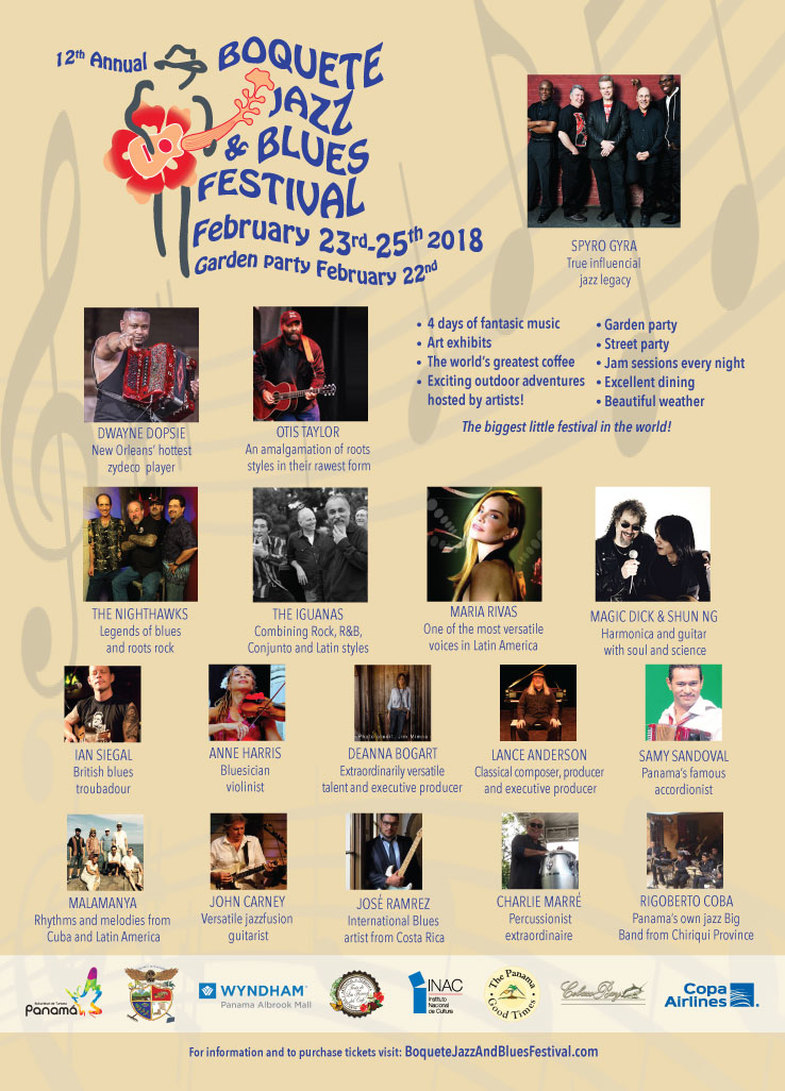 12th Annual
BOQUETE
JAZZ
& BLUES
FESTIVAL
February 23rd-25th 2018
Garden party February 22nd
SPYRO GYRA
True influencial
jazz legacy
• 4 days of fantasic music
• Art exhibits
• The world's greatest coffee
• Exciting outdoor adventures
hosted by artists!
• Garden party
• Street party
• Jam sessions every night
• Excellent dining
• Beautiful weather
The biggest little festival in the world!
DWAYNE DOPSIE
New Orleans' hottest
zydeco player
OTIS TAYLOR
An amalgamation of roots
styles in their rawest form
THE NIGHTHAWKS
Legends of blues
and roots rock
THE IGUANAS
Combining Rock, R&B,
Conjunto and Latin styles
MARIA RIVAS
One of the most versatile
voices in Latin America
MAGIC DICK & SHUN NG
Harmonica and guitar
with soul and science
IAN SIEGAL
British blues
troubadour
ANNE HARRIS
Bluesician
violinist
DEANNA BOGART
Extraordinarily versatile
talent and executive producer
LANCE ANDERSON
Classical composer, producer
and executive producer
SAMY SANDOVAL
Panama's famous
accordionist
MALAMANYA
Rhythms and melodies from
Cuba and Latin America
JOHN CARNEY
Versatile jazzfusion
guitarist
JOSÉ RAMREZ
International Blues
artist from Costa Rica
CHARLIE MARRÉ
Percussionist
extraordinaire
RIGOBERTO COBA
Panama's own jazz Big
Band from Chiriqui Province
Panamá
WYNDHAM
Panama Albrook Mall
INAC
Instituto
Nacional
de Cultura
The Panama
Good Times
Copa
Airlines
For information and to purchase tickets visit: BoqueteJazzAndBluesFestival.com